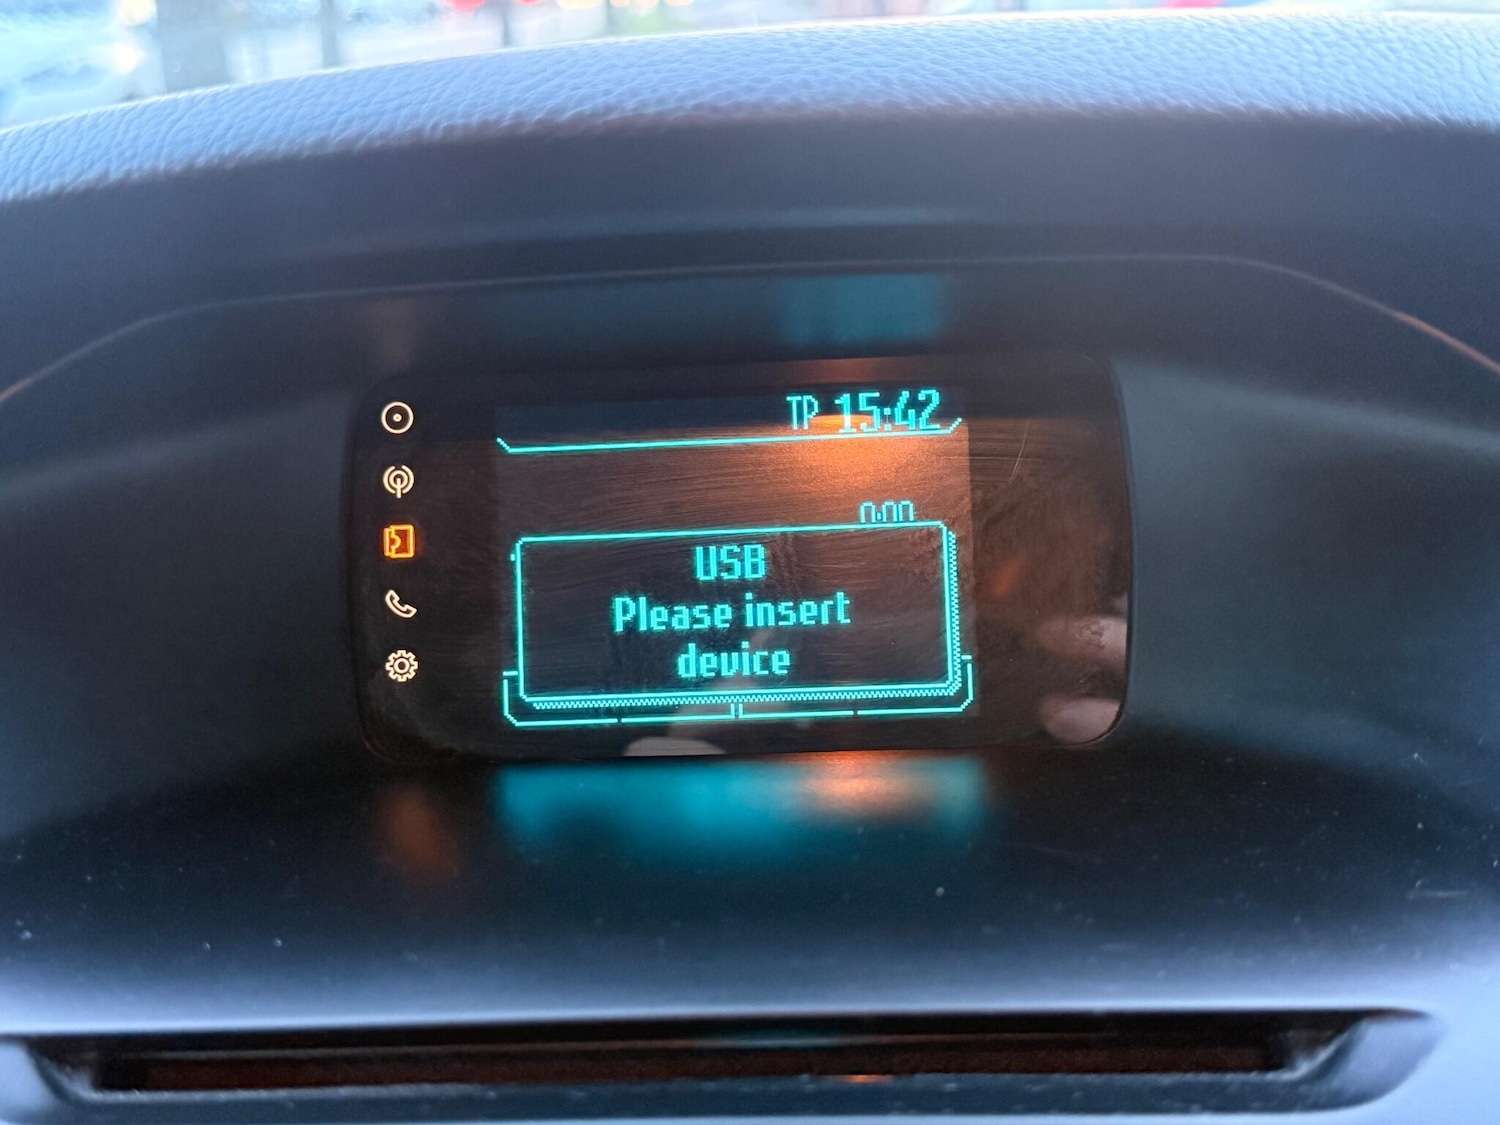 TP 15:42
0:00
USB
Please insert
device